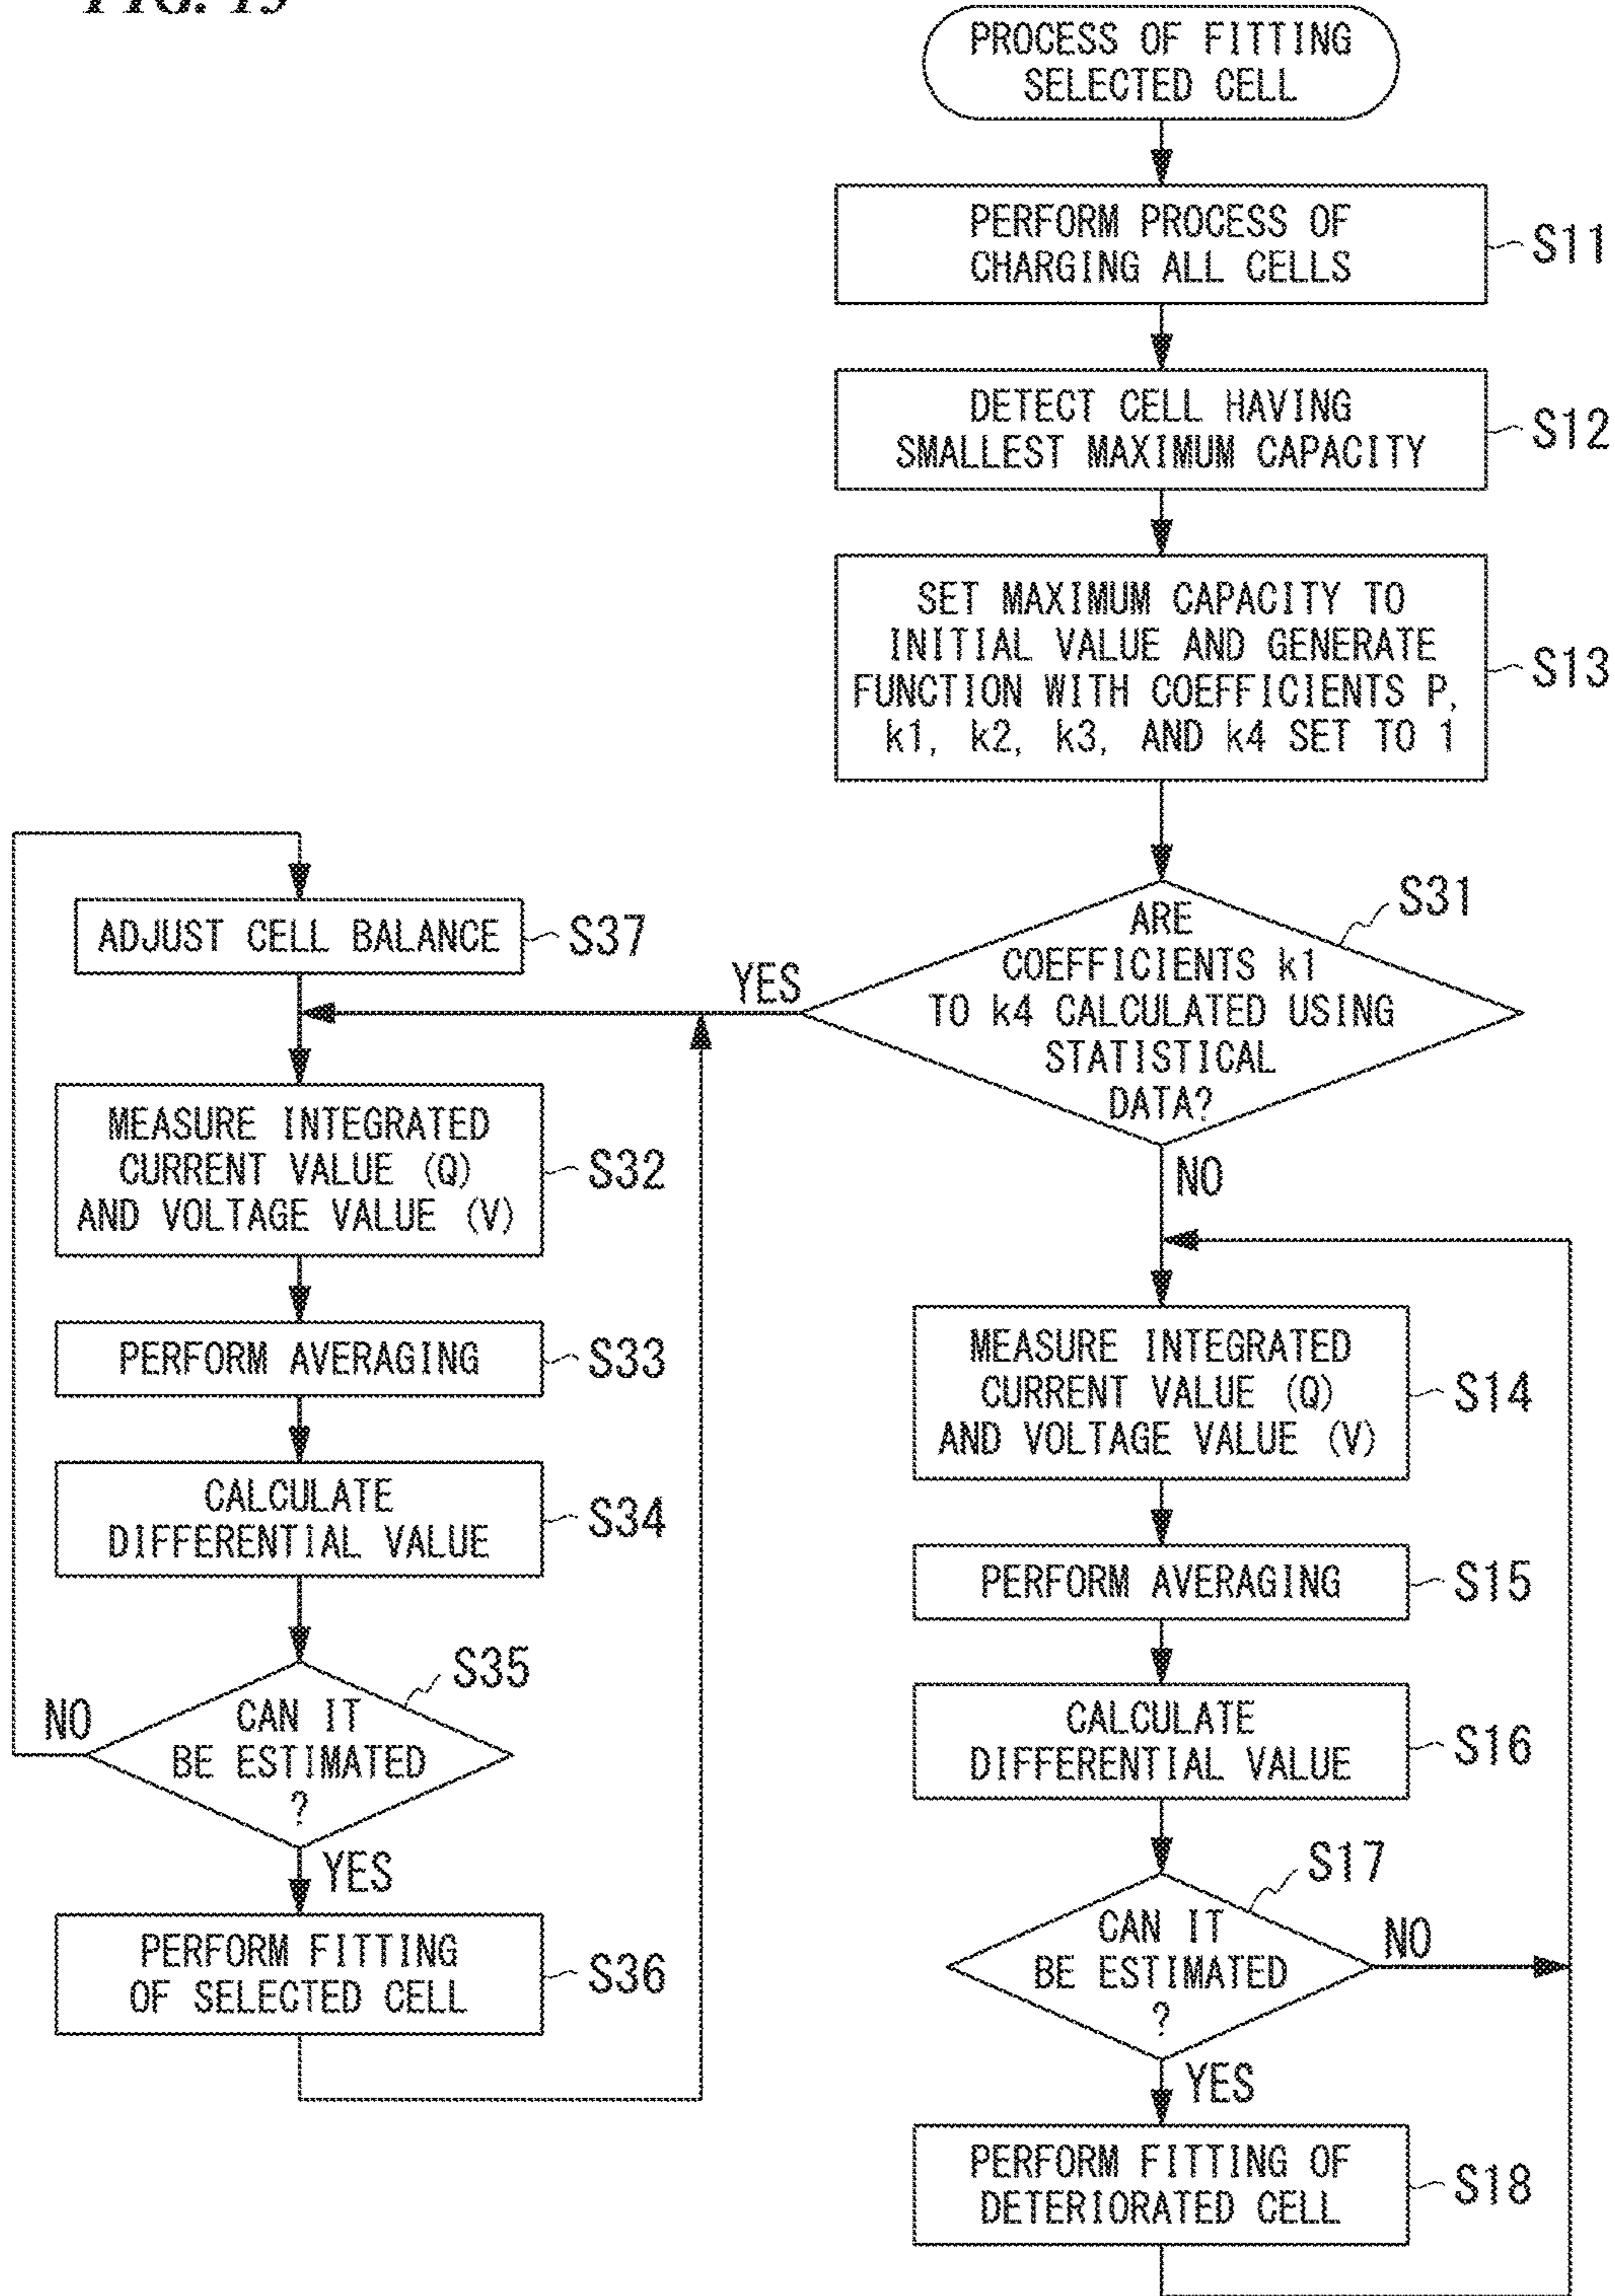 PROCESS OF FITTING
SELECTED CELL
PERFORM PROCESS OF
CHARGING ALL CELLS
S11
DETECT CELL HAVING
SMALLEST MAXIMUM CAPACITY
S12
SET MAXIMUM CAPACITY TO
INITIAL VALUE AND GENERATE
FUNCTION WITH COEFFICIENTS P,
k1, k2, k3, AND k4 SET TO 1
S13
S31
ARE
COEFFICIENTS k1
TO k4 CALCULATED USING
STATISTICAL
DATA?
YES
NO
ADJUST CELL BALANCE
S37
MEASURE INTEGRATED
CURRENT VALUE (Q)
AND VOLTAGE VALUE (V)
S32
PERFORM AVERAGING
S33
CALCULATE
DIFFERENTIAL VALUE
S34
S35
CAN IT
BE ESTIMATED
?
NO
YES
PERFORM FITTING
OF SELECTED CELL
S36
MEASURE INTEGRATED
CURRENT VALUE (Q)
AND VOLTAGE VALUE (V)
S14
PERFORM AVERAGING
S15
CALCULATE
DIFFERENTIAL VALUE
S16
S17
CAN IT
BE ESTIMATED
?
NO
YES
PERFORM FITTING OF
DETERIORATED CELL
S18